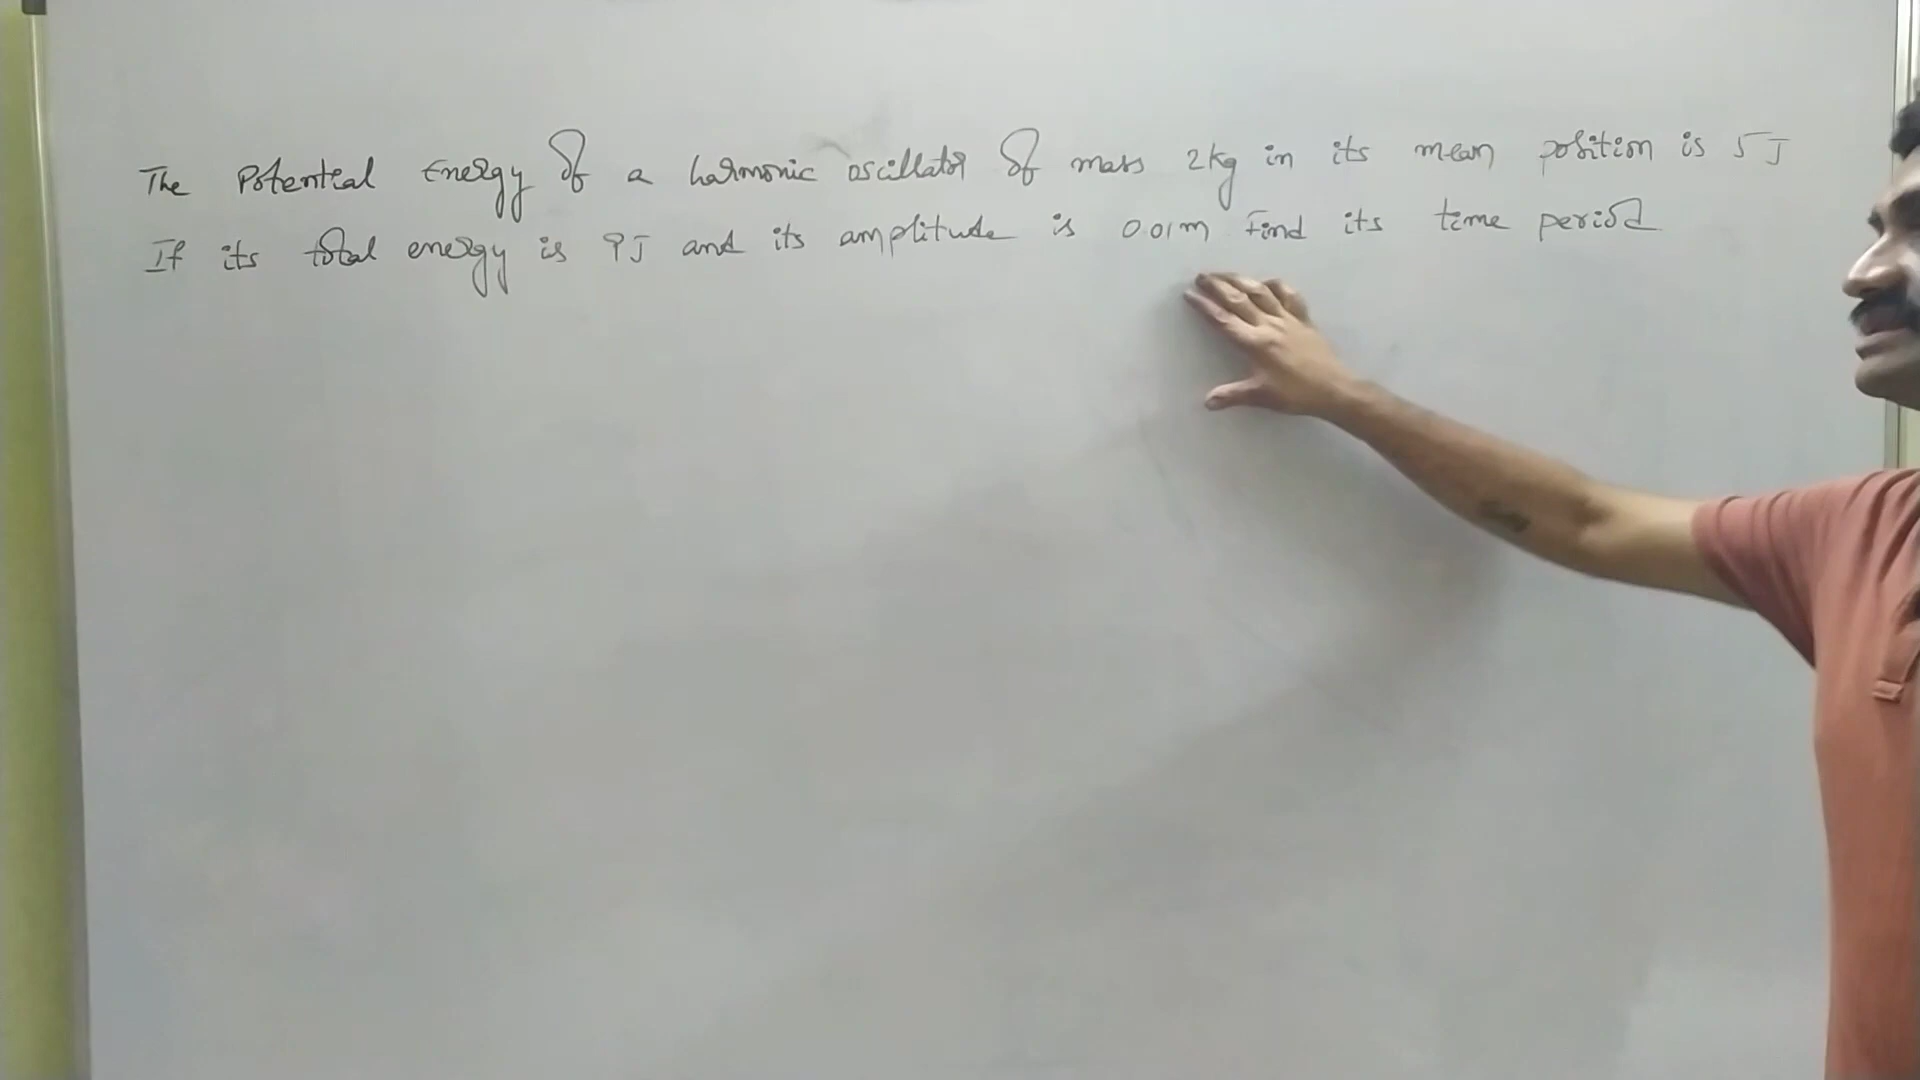 The Potential Energy of a harmonic oscillator of mass 2kg in its mean position is 5J
If its total energy is 9J and its amplitude is 0.01m Find its time period